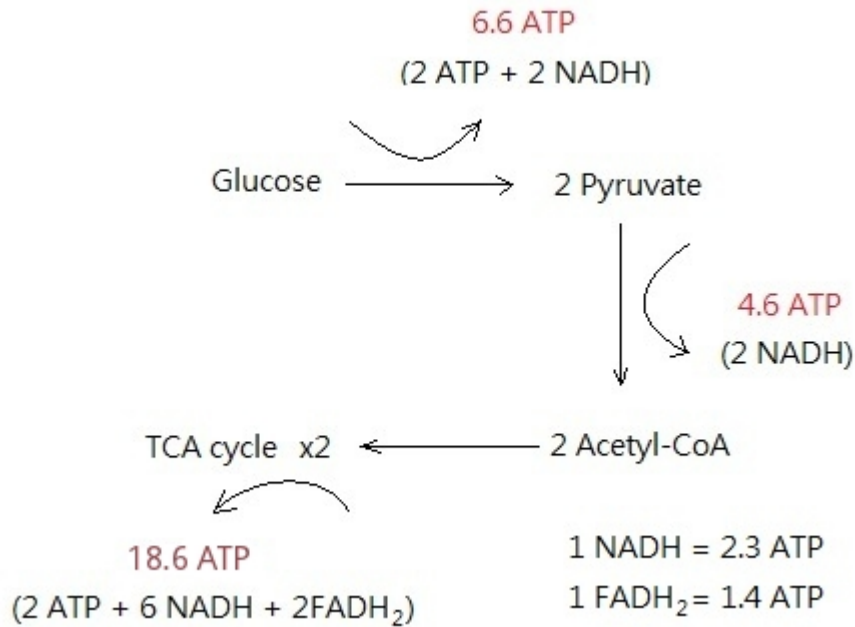 6.6 ATP
(2 ATP + 2 NADH)
Glucose
2 Pyruvate
4.6 ATP
(2 NADH)
TCA cycle x2
2 Acetyl-CoA
18.6 ATP
(2 ATP + 6 NADH + 2FADH₂)
1 NADH = 2.3 ATP
1 FADH₂= 1.4 ATP